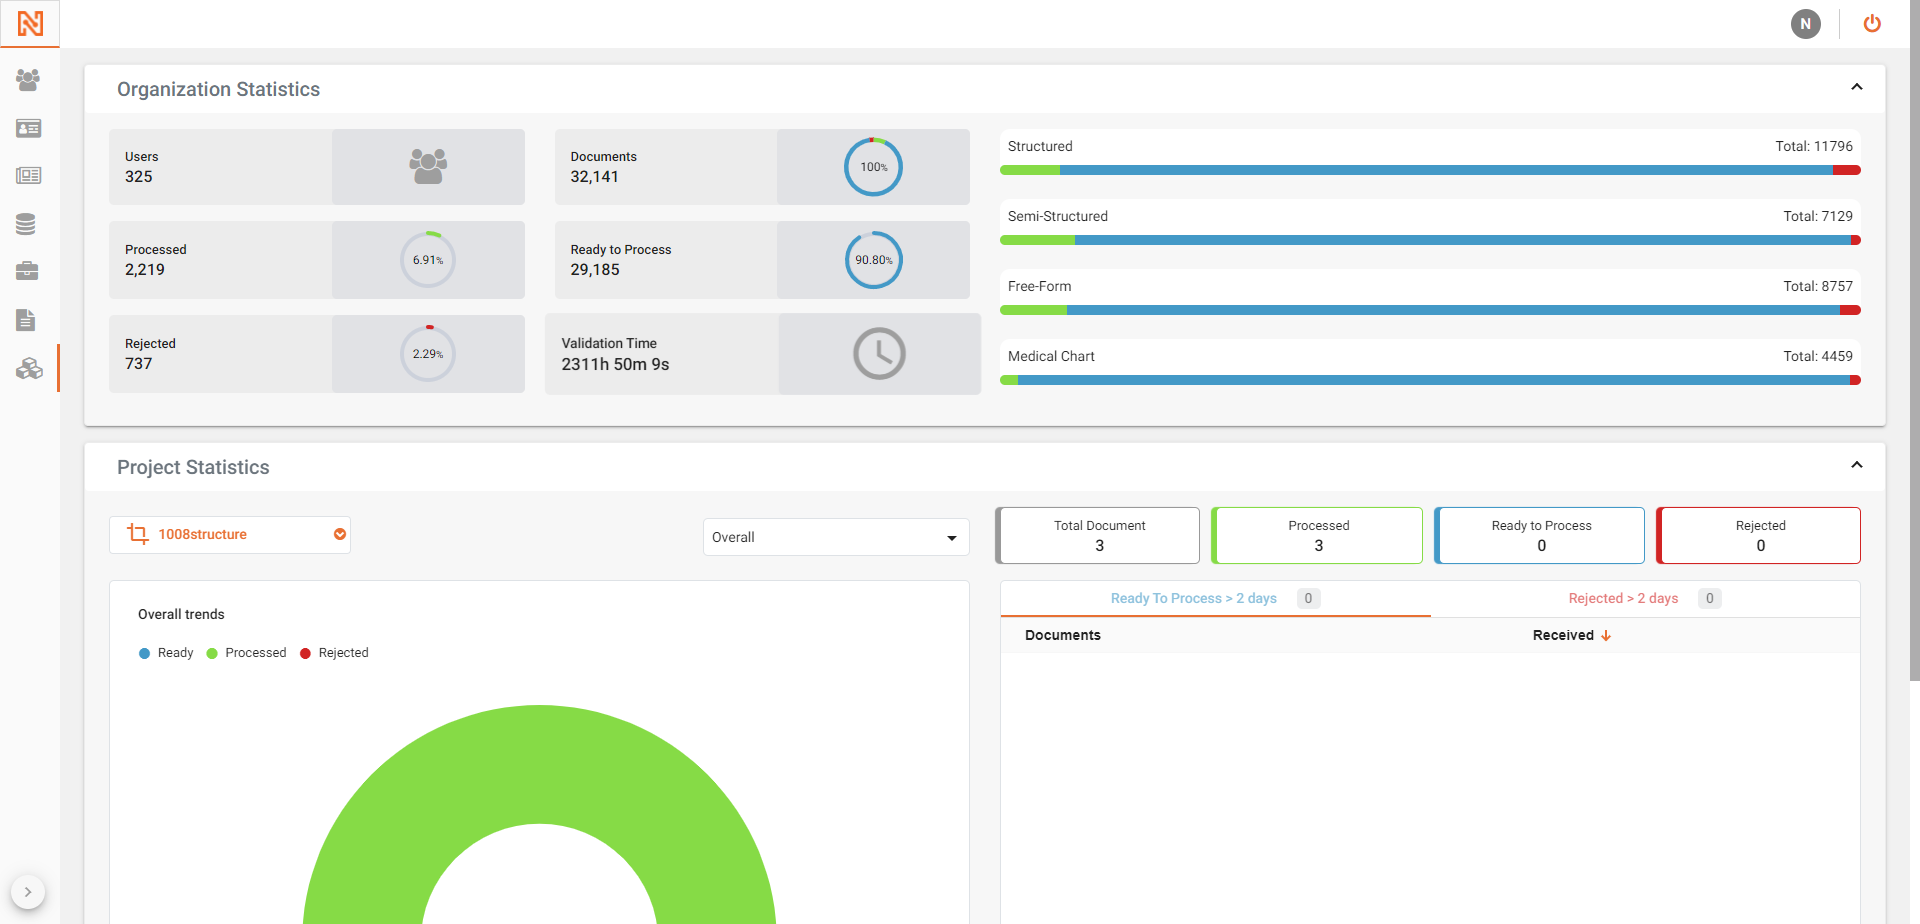 N
Organization Statistics
Users
325
Documents
32,141
100%
Processed
2,219
6.91%
Ready to Process
29,185
90.80%
Rejected
737
2.29%
Validation Time
2311h 50m 9s
Structured Total: 11796
Semi-Structured Total: 7129
Free-Form Total: 8757
Medical Chart Total: 4459
Project Statistics
1008structure
Overall
Total Document
3
Processed
3
Ready to Process
0
Rejected
0
Overall trends
Ready Processed Rejected
Ready To Process > 2 days 0
Rejected > 2 days 0
Documents Received